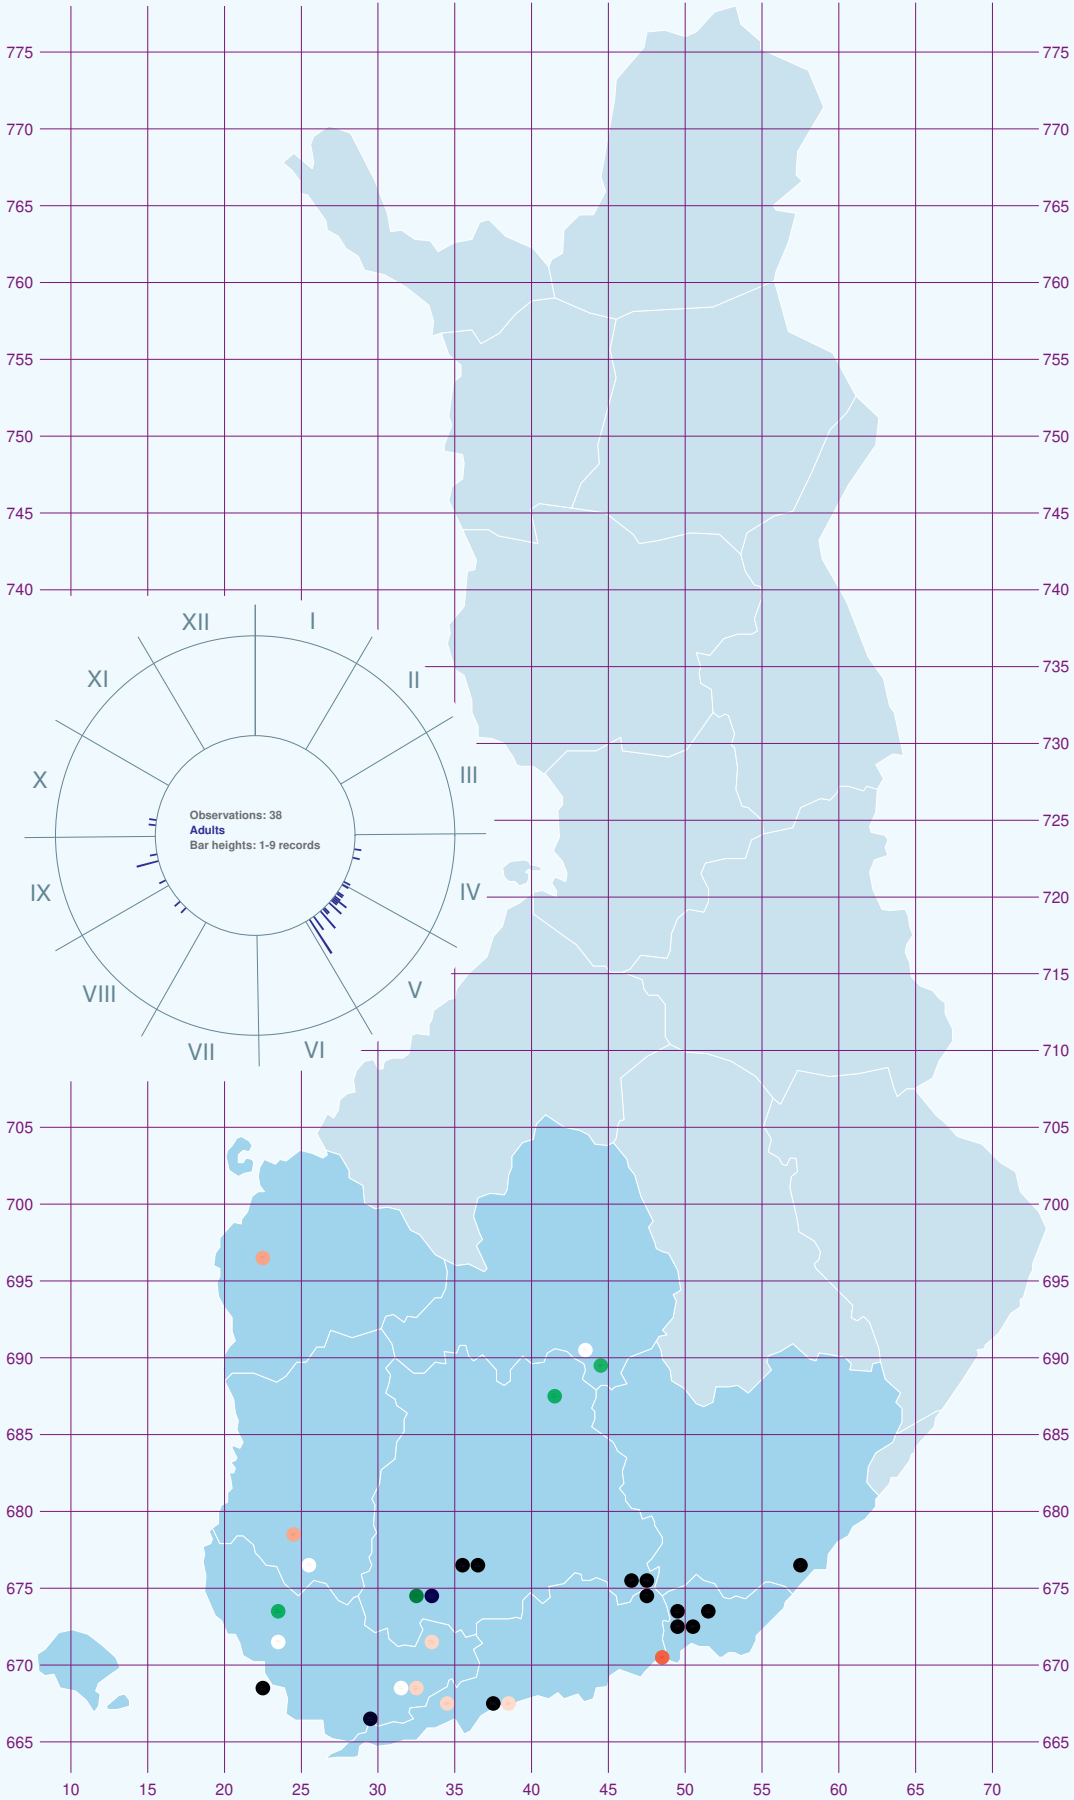 775 775
770 770
765 765
760 760
755 755
750 750
745 745
740 740
XII I
735
XI II
730
X III
725 725
Observations: 38
Adults
Bar heights: 1-9 records
IX IV
720
715
VIII V
VII VI
710
705 705
700 700
695 695
690 690
685 685
680 680
675 675
670 670
665 665
10 15 20 25 30 35 40 45 50 55 60 65 70